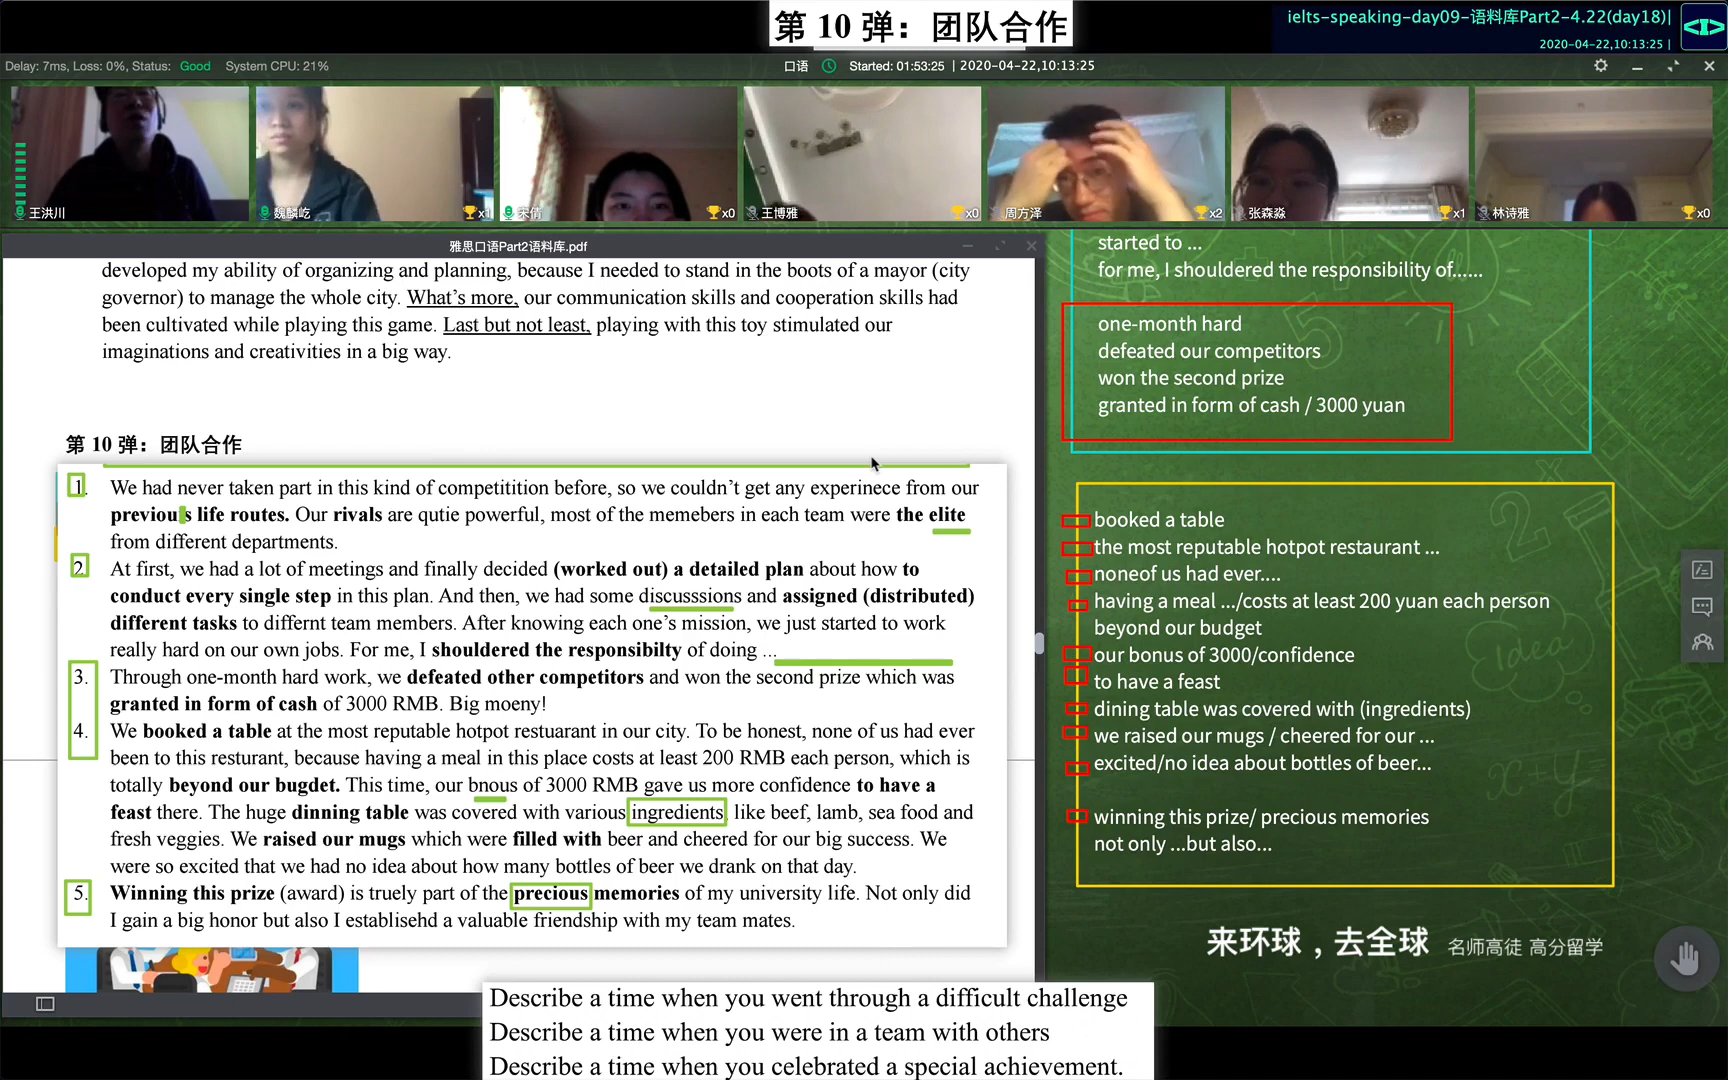 第 10 弹：团队合作
ielts-speaking-day09-语料库Part2-4.22(day18)|
2020-04-22,10:13:25 |
Delay: 7ms, Loss: 0%, Status: Good System CPU: 21%
口语 Started: 01:53:25 | 2020-04-22,10:13:25
王洪川
魏麟屹 x1
宋倩 x0
王博雅 x0
周方泽 x2
张森淼 x1
林诗雅 x0
雅思口语Part2语料库.pdf
developed my ability of organizing and planning, because I needed to stand in the boots of a mayor (city
governor) to manage the whole city. What's more, our communication skills and cooperation skills had
been cultivated while playing this game. Last but not least, playing with this toy stimulated our
imaginations and creativities in a big way.
第 10 弹：团队合作
1. We had never taken part in this kind of competitition before, so we couldn't get any experinece from our
previous life routes. Our rivals are qutie powerful, most of the memebers in each team were the elite
from different departments.
2. At first, we had a lot of meetings and finally decided (worked out) a detailed plan about how to
conduct every single step in this plan. And then, we had some discusssions and assigned (distributed)
different tasks to differnt team members. After knowing each one's mission, we just started to work
really hard on our own jobs. For me, I shouldered the responsibilty of doing ...
3. Through one-month hard work, we defeated other competitors and won the second prize which was
granted in form of cash of 3000 RMB. Big moeny!
4. We booked a table at the most reputable hotpot restuarant in our city. To be honest, none of us had ever
been to this resturant, because having a meal in this place costs at least 200 RMB each person, which is
totally beyond our bugdet. This time, our bnous of 3000 RMB gave us more confidence to have a
feast there. The huge dinning table was covered with various ingredients, like beef, lamb, sea food and
fresh veggies. We raised our mugs which were filled with beer and cheered for our big success. We
were so excited that we had no idea about how many bottles of beer we drank on that day.
5. Winning this prize (award) is truely part of the precious memories of my university life. Not only did
I gain a big honor but also I establisehd a valuable friendship with my team mates.
started to ...
for me, I shouldered the responsibility of......
one-month hard
defeated our competitors
won the second prize
granted in form of cash / 3000 yuan
booked a table
the most reputable hotpot restaurant ...
noneof us had ever....
having a meal .../costs at least 200 yuan each person
beyond our budget
our bonus of 3000/confidence
to have a feast
dining table was covered with (ingredients)
we raised our mugs / cheered for our ...
excited/no idea about bottles of beer...
winning this prize/ precious memories
not only ...but also...
来环球，去全球 名师高徒 高分留学
Describe a time when you went through a difficult challenge
Describe a time when you were in a team with others
Describe a time when you celebrated a special achievement.